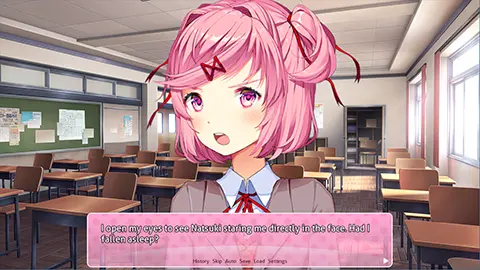 I open my eyes to see Natsuki staring me directly in the face. Had I
fallen asleep?
History Skip Auto Save Load Settings